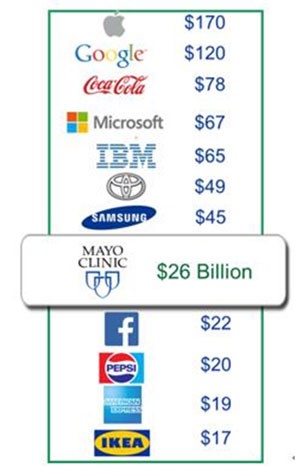 $170
Google $120
Coca-Cola $78
Microsoft $67
IBM $65
$49
SAMSUNG $45
MAYO
CLINIC
$26 Billion
f $22
PEPSI $20
AMERICAN
EXPRESS
$19
IKEA $17